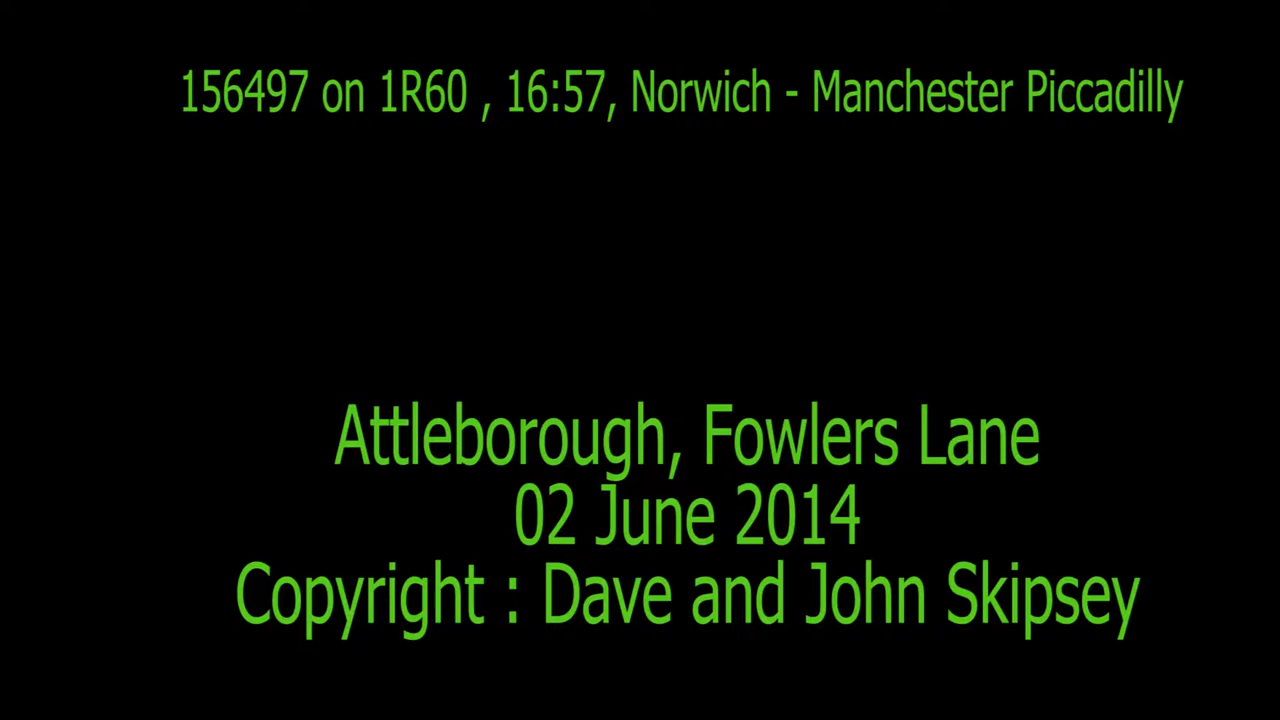 156497 on 1R60 , 16:57, Norwich - Manchester Piccadilly
Attleborough, Fowlers Lane
02 June 2014
Copyright : Dave and John Skipsey